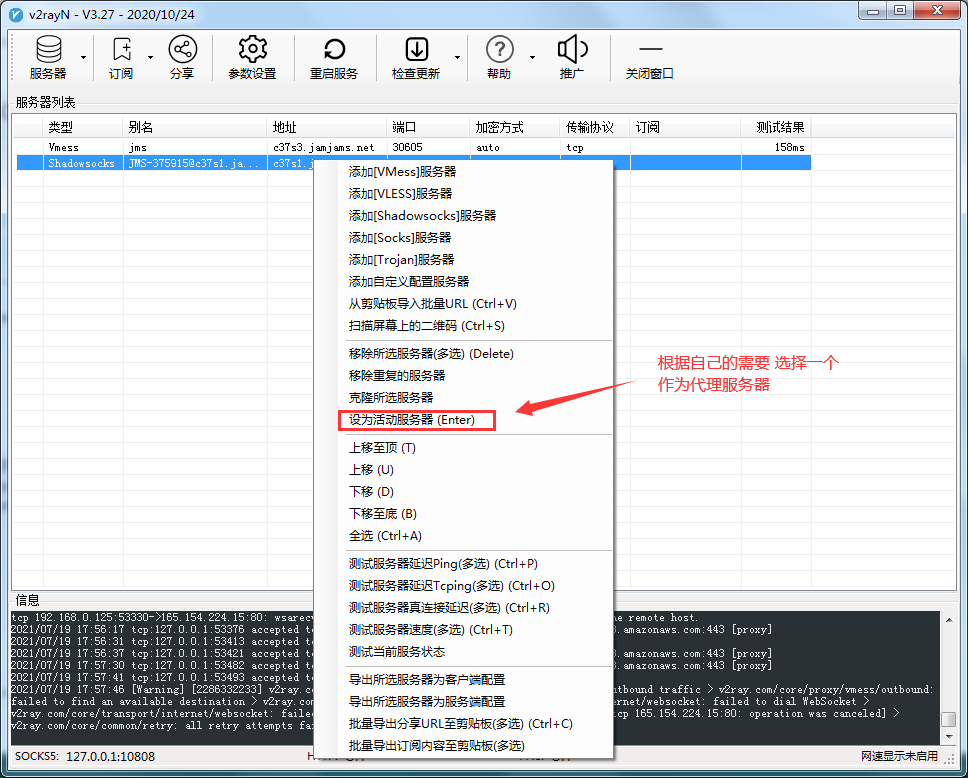 v2rayN - V3.27 - 2020/10/24
服务器 订阅 分享 参数设置 重启服务 检查更新 帮助 推广 关闭窗口
服务器列表
类型 别名 地址 端口 加密方式 传输协议 订阅 测试结果
Vmess jms c37s3.jamjams.net 30605 auto tcp 158ms
Shadowsocks JMS-375915@c37s1.ja... c37s1.j
添加[VMess]服务器
添加[VLESS]服务器
添加[Shadowsocks]服务器
添加[Socks]服务器
添加[Trojan]服务器
添加自定义配置服务器
从剪贴板导入批量URL (Ctrl+V)
扫描屏幕上的二维码 (Ctrl+S)
移除所选服务器(多选) (Delete)
移除重复的服务器
克隆所选服务器
设为活动服务器 (Enter)
根据自己的需要 选择一个
作为代理服务器
上移至顶 (T)
上移 (U)
下移 (D)
下移至底 (B)
全选 (Ctrl+A)
测试服务器延迟Ping(多选) (Ctrl+P)
测试服务器延迟Tcping(多选) (Ctrl+O)
测试服务器真连接延迟(多选) (Ctrl+R)
测试服务器速度(多选) (Ctrl+T)
测试当前服务状态
导出所选服务器为客户端配置
导出所选服务器为服务端配置
批量导出分享URL至剪贴板(多选) (Ctrl+C)
批量导出订阅内容至剪贴板(多选)
信息
tcp 192.168.0.125:53330->165.154.224.15:80: wsarecv he remote host.
2021/07/19 17:56:17 tcp:127.0.0.1:53376 accepted tc .amazonaws.com:443 [proxy]
2021/07/19 17:56:31 tcp:127.0.0.1:53413 accepted tc
2021/07/19 17:56:37 tcp:127.0.0.1:53421 accepted tc .amazonaws.com:443 [proxy]
2021/07/19 17:57:30 tcp:127.0.0.1:53482 accepted tc .amazonaws.com:443 [proxy]
2021/07/19 17:57:41 tcp:127.0.0.1:53493 accepted tc
2021/07/19 17:57:46 [Warning] [2286332233] v2ray.co utbound traffic > v2ray.com/core/proxy/vmess/outbound:
failed to find an available destination > v2ray.com ernet/websocket: failed to dial WebSocket >
v2ray.com/core/transport/internet/websocket: failed cp 165.154.224.15:80: operation was canceled] >
v2ray.com/core/common/retry: all retry attempts fai
SOCKS5: 127.0.0.1:10808 网速显示未启用